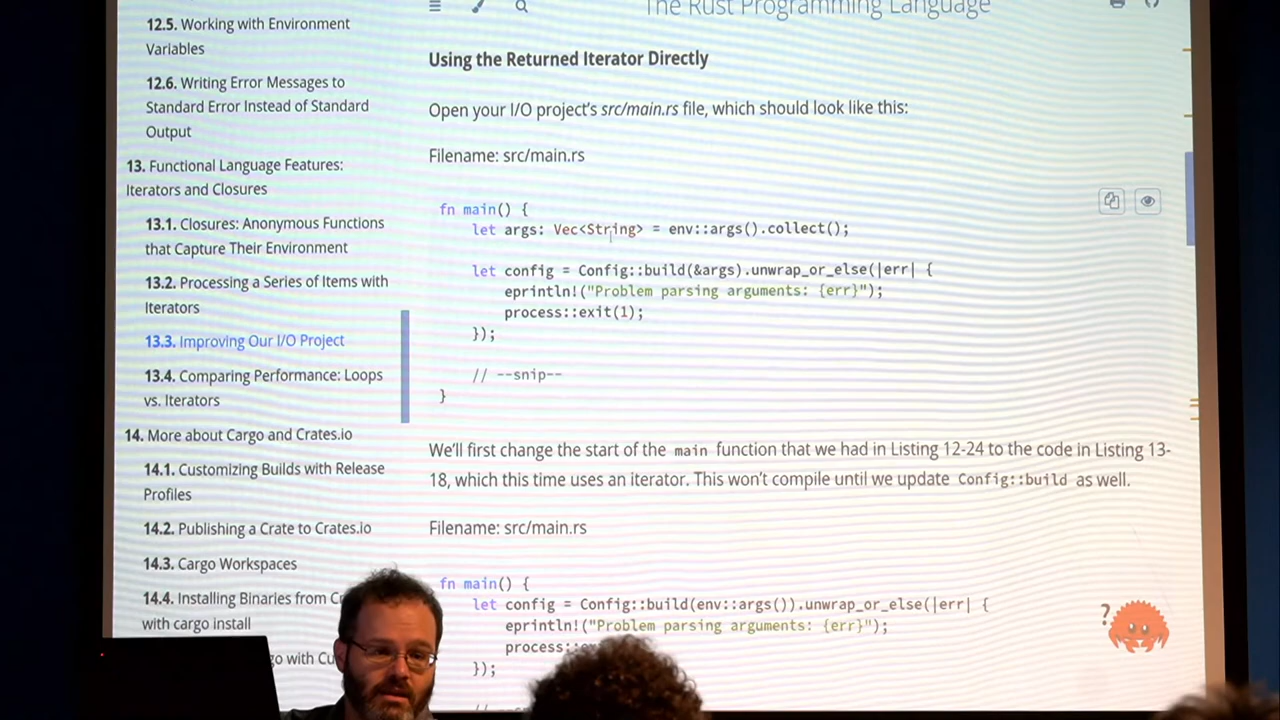 The Rust Programming Language
12.5. Working with Environment
Variables
12.6. Writing Error Messages to
Standard Error Instead of Standard
Output
13. Functional Language Features:
Iterators and Closures
13.1. Closures: Anonymous Functions
that Capture Their Environment
13.2. Processing a Series of Items with
Iterators
13.3. Improving Our I/O Project
13.4. Comparing Performance: Loops
vs. Iterators
14. More about Cargo and Crates.io
14.1. Customizing Builds with Release
Profiles
14.2. Publishing a Crate to Crates.io
14.3. Cargo Workspaces
14.4. Installing Binaries from
with cargo install
with
Using the Returned Iterator Directly
Open your I/O project’s src/main.rs file, which should look like this:
Filename: src/main.rs
fn main() {
let args: Vec<String> = env::args().collect();
let config = Config::build(&args).unwrap_or_else(|err| {
eprintln!("Problem parsing arguments: {err}");
process::exit(1);
});
// --snip--
}
We’ll first change the start of the main function that we had in Listing 12-24 to the code in Listing 13-
18, which this time uses an iterator. This won’t compile until we update Config::build as well.
Filename: src/main.rs
fn main() {
let config = Config::build(env::args()).unwrap_or_else(|err| {
eprintln!("Problem parsing arguments: {err}");
process::
});
?